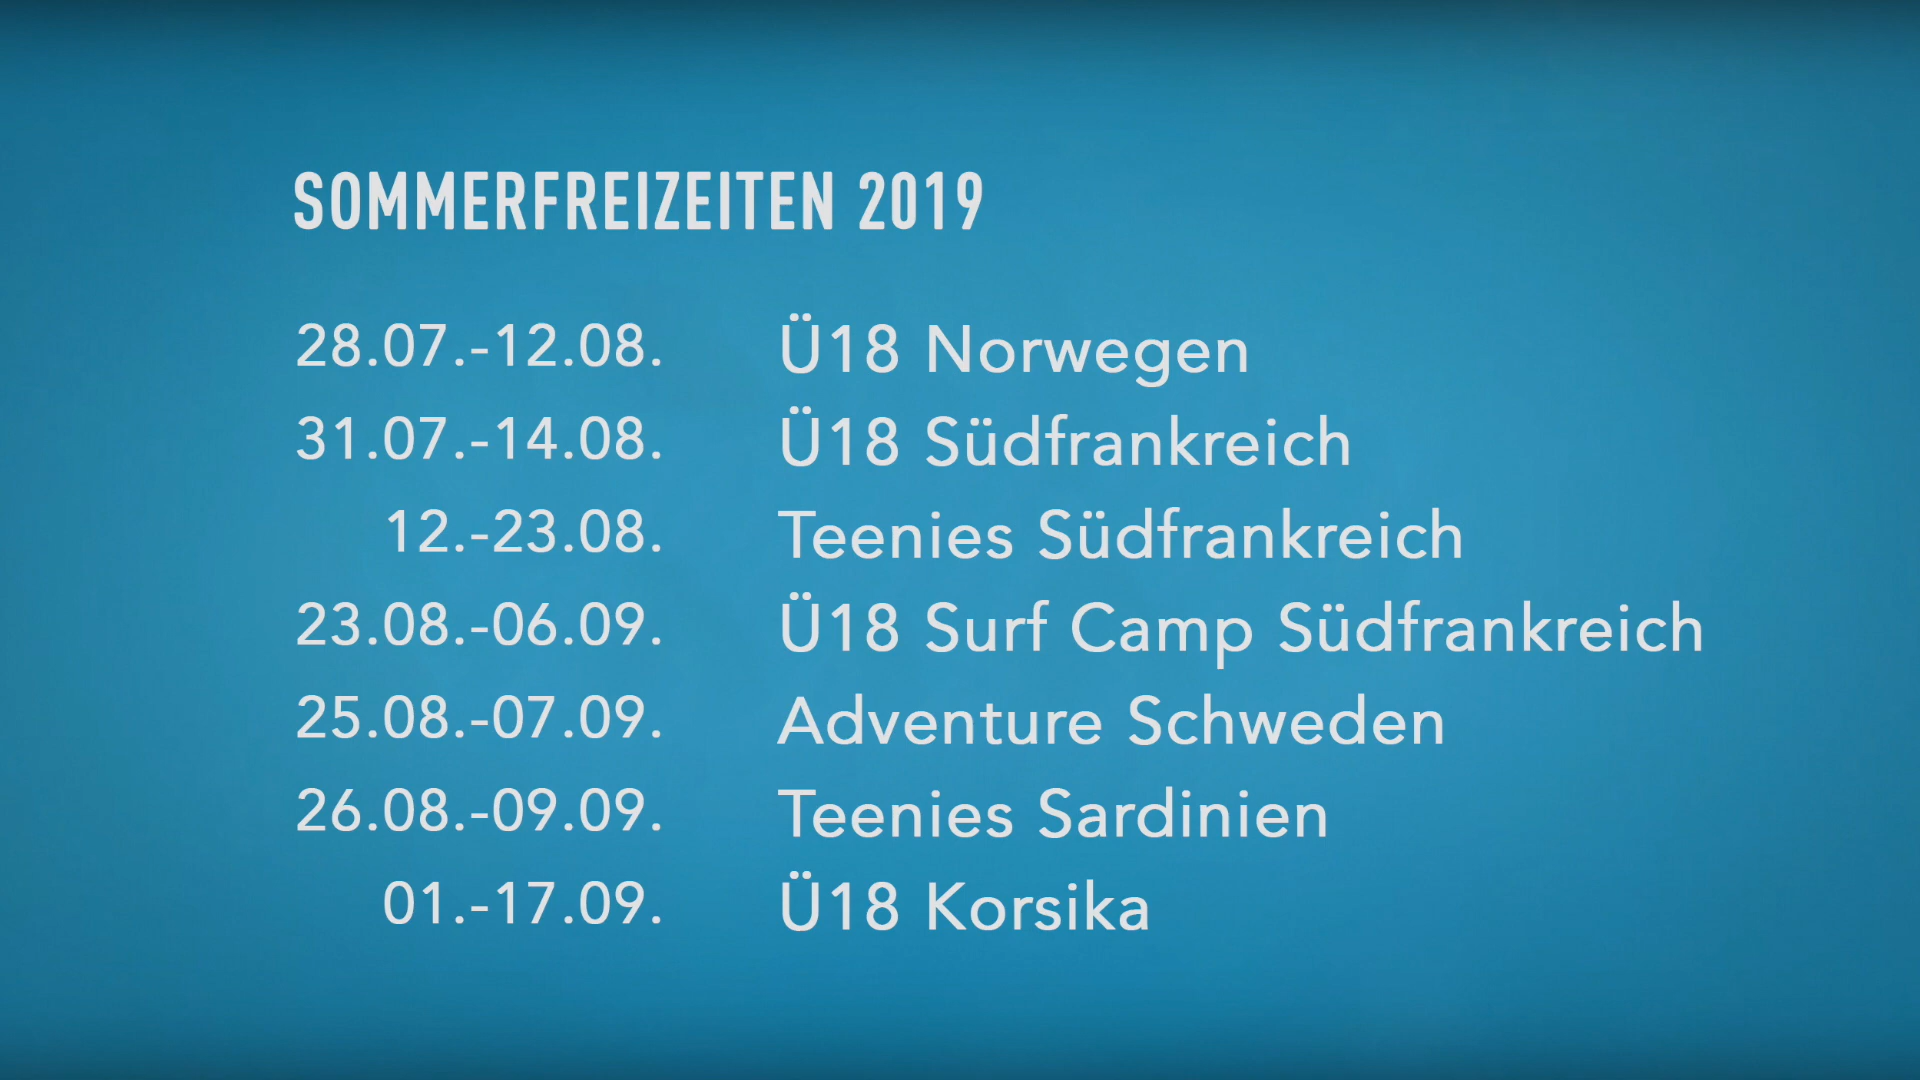 SOMMERFREIZEITEN 2019
28.07.-12.08. Ü18 Norwegen
31.07.-14.08. Ü18 Südfrankreich
12.-23.08. Teenies Südfrankreich
23.08.-06.09. Ü18 Surf Camp Südfrankreich
25.08.-07.09. Adventure Schweden
26.08.-09.09. Teenies Sardinien
01.-17.09. Ü18 Korsika